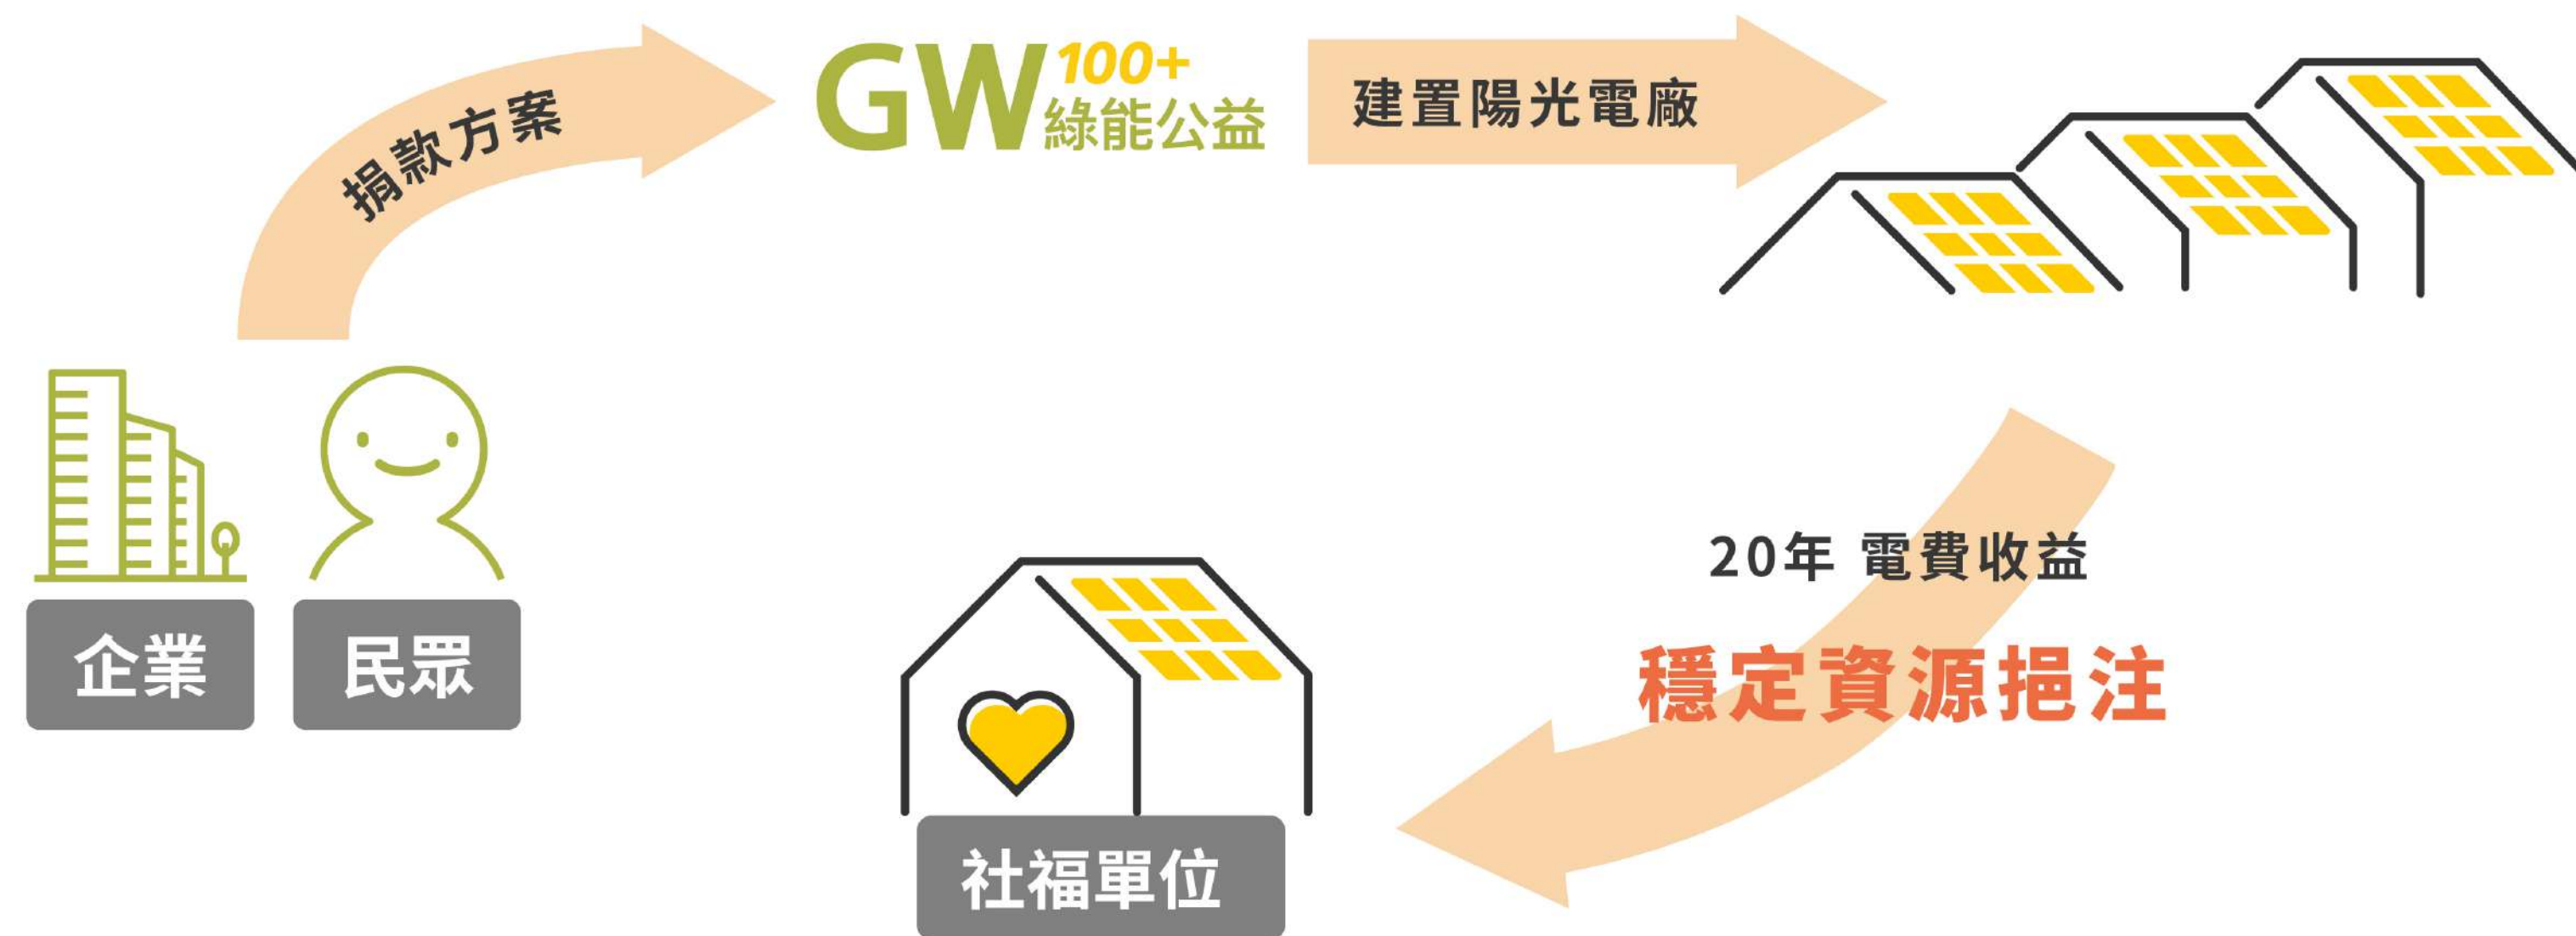 捐款方案
GW 100+
綠能公益
建置陽光電廠
企業
民眾
20年 電費收益
穩定資源挹注
社福單位